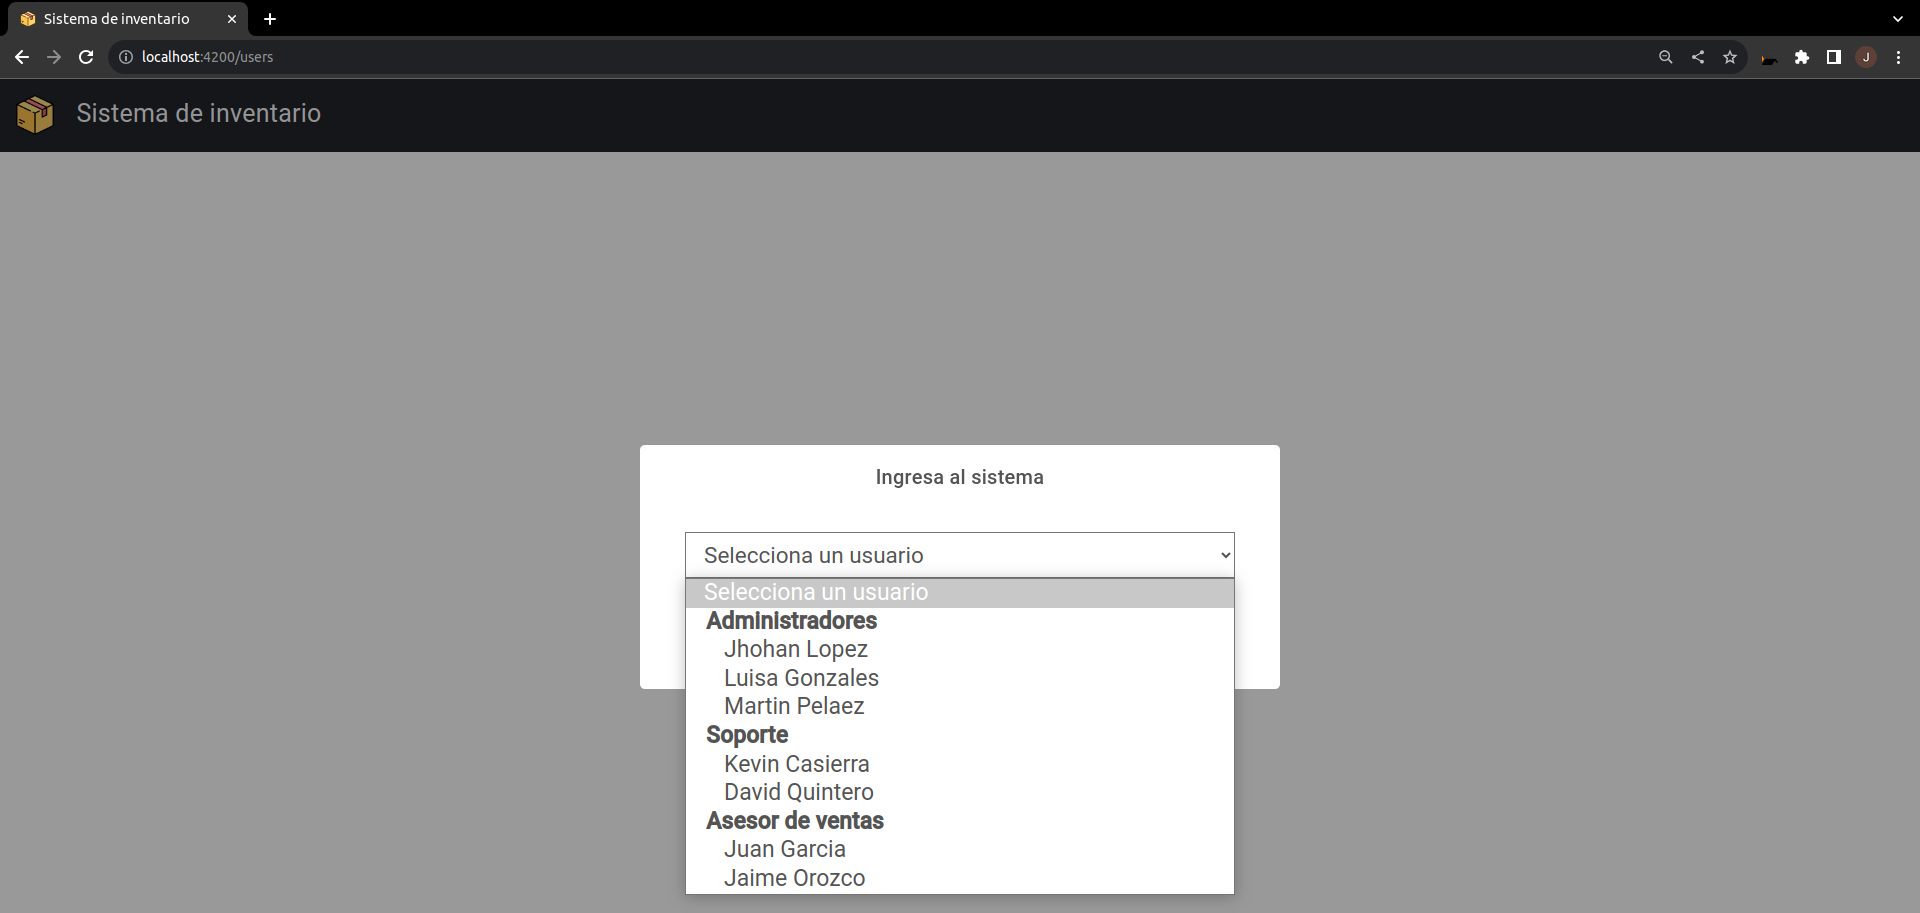 Sistema de inventario
localhost:4200/users
J
Sistema de inventario
Ingresa al sistema
Selecciona un usuario
Selecciona un usuario
Administradores
Jhohan Lopez
Luisa Gonzales
Martin Pelaez
Soporte
Kevin Casierra
David Quintero
Asesor de ventas
Juan Garcia
Jaime Orozco